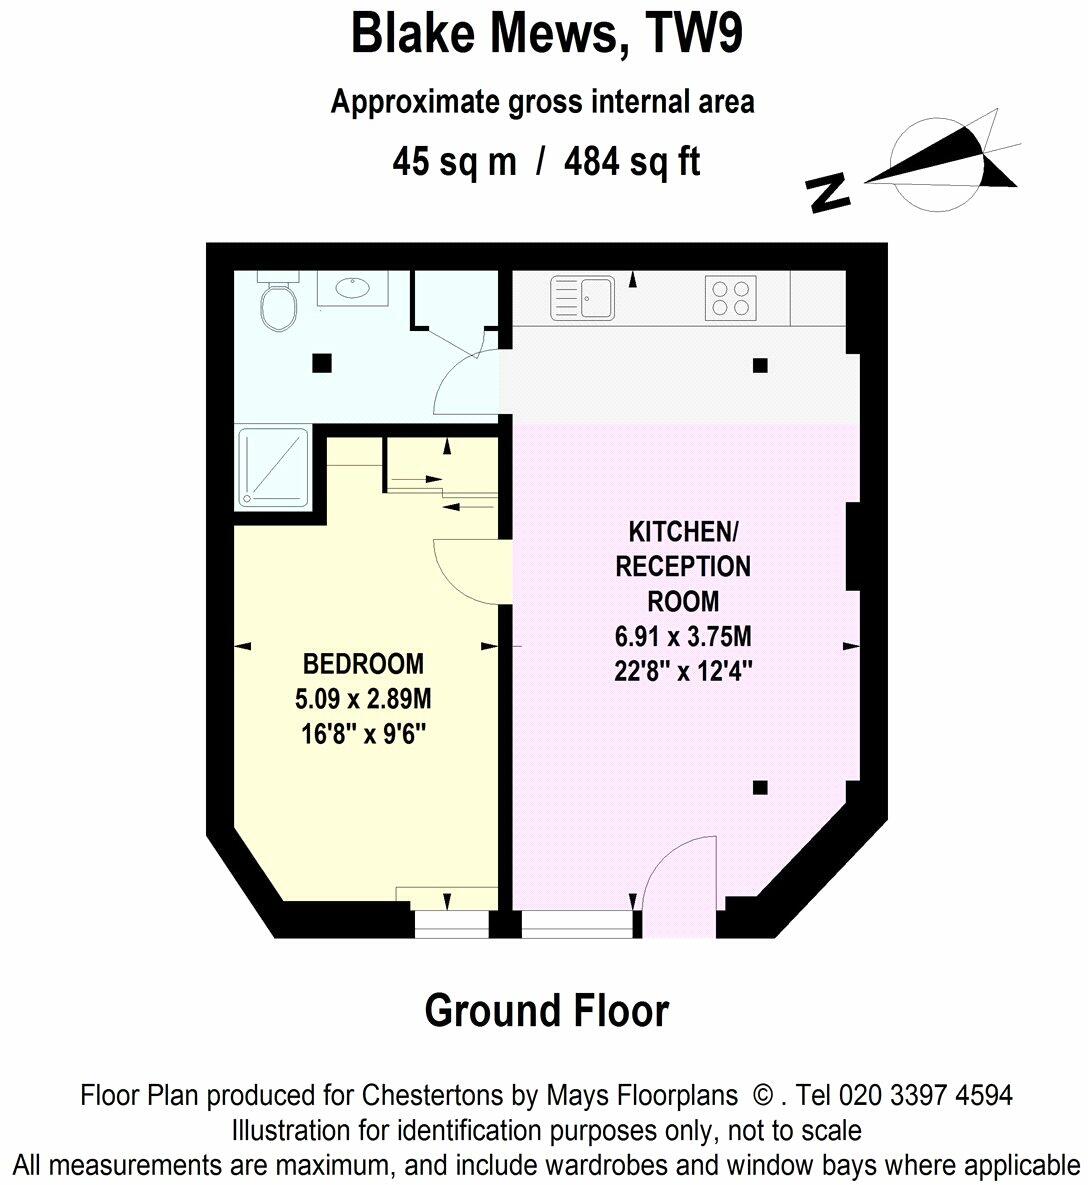 Blake Mews, TW9
Approximate gross internal area
45 sq m / 484 sq ft
N
KITCHEN/
RECEPTION
ROOM
6.91 x 3.75M
22'8" x 12'4"
BEDROOM
5.09 x 2.89M
16'8" x 9'6"
Ground Floor
Floor Plan produced for Chestertons by Mays Floorplans © . Tel 020 3397 4594
Illustration for identification purposes only, not to scale
All measurements are maximum, and include wardrobes and window bays where applicable